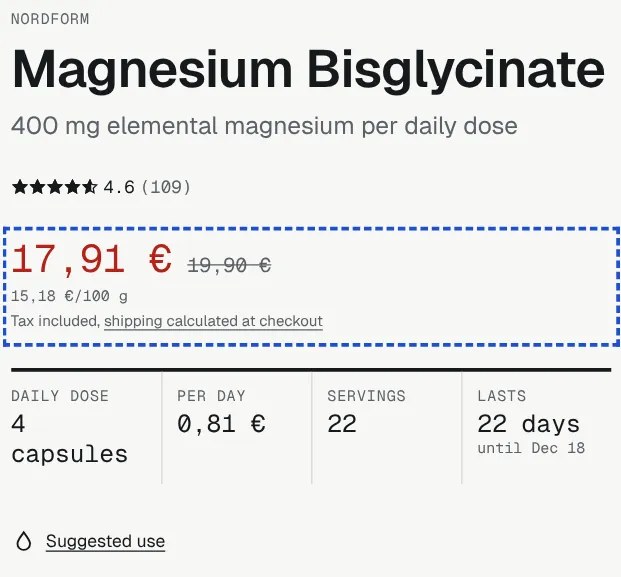 NORDFORM
Magnesium Bisglycinate
400 mg elemental magnesium per daily dose
4.6 (109)
17,91 € 19,90 €
15,18 €/100 g
Tax included, shipping calculated at checkout
DAILY DOSE
4
capsules
PER DAY
0,81 €
SERVINGS
22
LASTS
22 days
until Dec 18
Suggested use